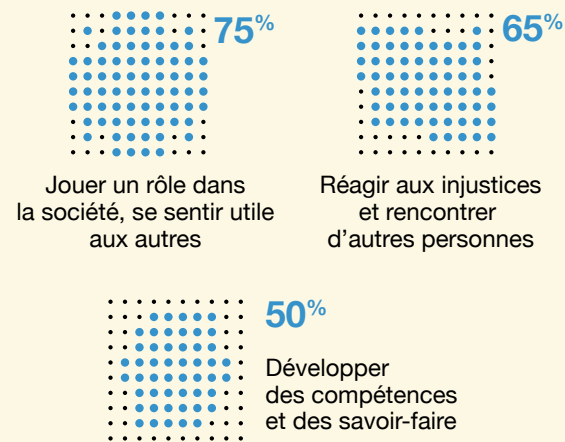 75%
Jouer un rôle dans
la société, se sentir utile
aux autres
65%
Réagir aux injustices
et rencontrer
d'autres personnes
50%
Développer
des compétences
et des savoir-faire